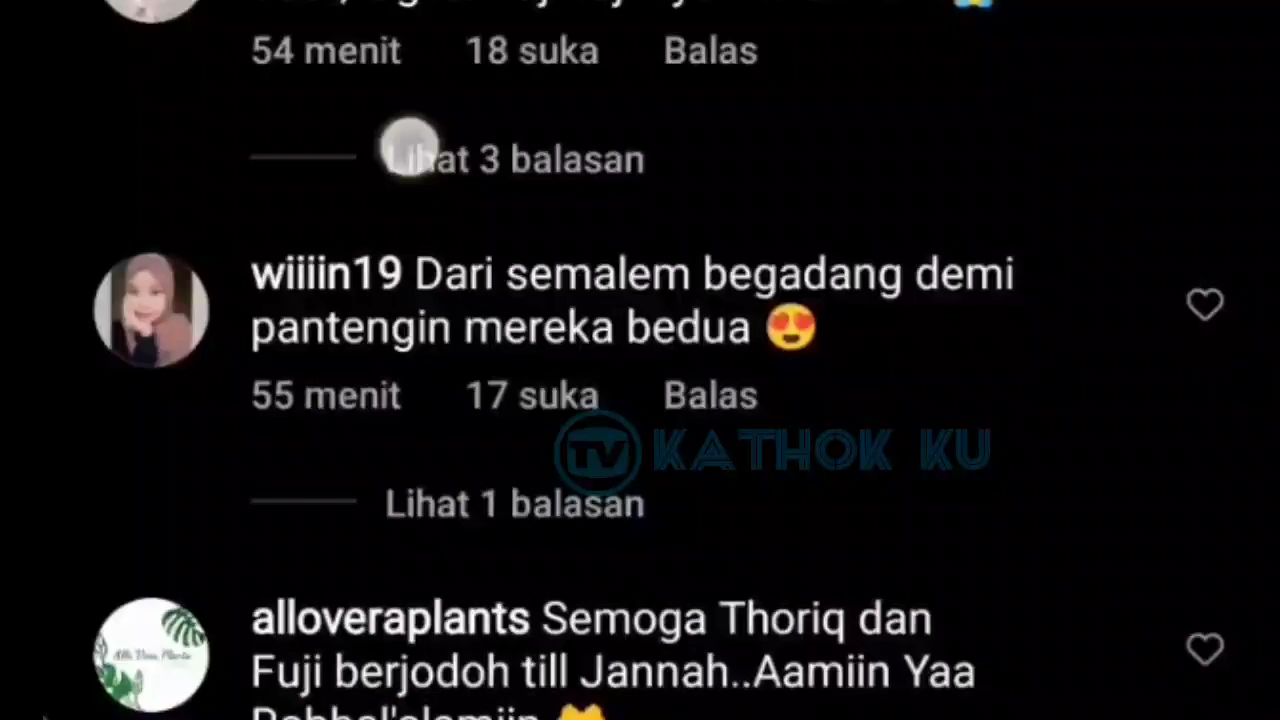 54 menit 18 suka Balas
Lihat 3 balasan
wiiiin19 Dari semalem begadang demi
pantengin mereka bedua 😍
55 menit 17 suka Balas
TV KATHOK KU
Lihat 1 balasan
alloveraplants Semoga Thoriq dan
Fuji berjodoh till Jannah..Aamiin Yaa